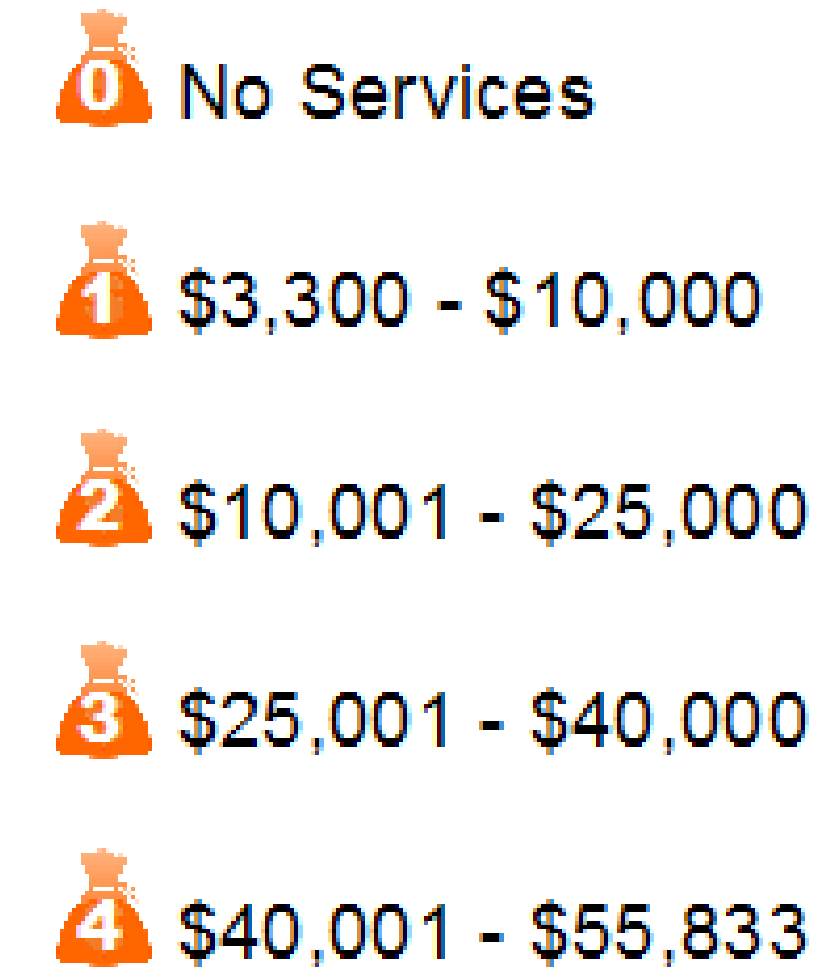 0 No Services
1 $3,300 - $10,000
2 $10,001 - $25,000
3 $25,001 - $40,000
4 $40,001 - $55,833